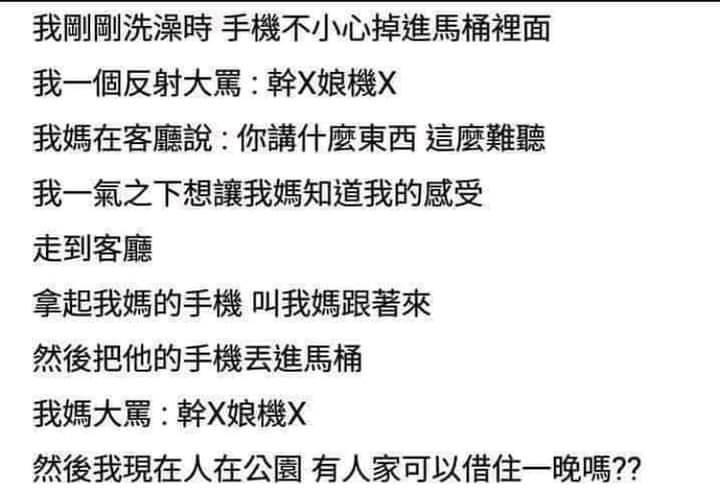 我剛剛洗澡時 手機不小心掉進馬桶裡面
我一個反射大罵 : 幹X娘機X
我媽在客廳說 : 你講什麼東西 這麼難聽
我一氣之下想讓我媽知道我的感受
走到客廳
拿起我媽的手機 叫我媽跟著來
然後把他的手機丟進馬桶
我媽大罵 : 幹X娘機X
然後我現在人在公園 有人家可以借住一晚嗎??